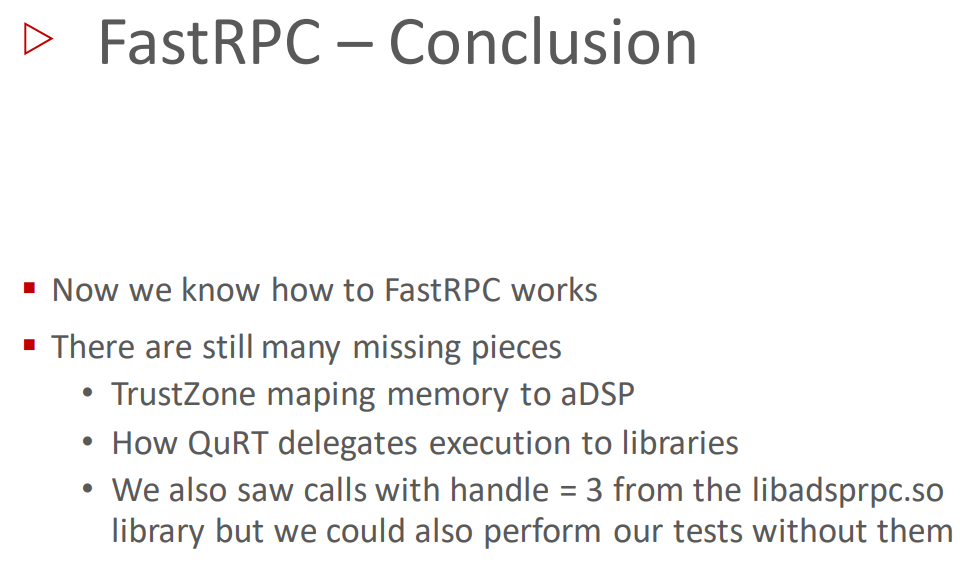 FastRPC – Conclusion
Now we know how to FastRPC works
There are still many missing pieces
TrustZone maping memory to aDSP
How QuRT delegates execution to libraries
We also saw calls with handle = 3 from the libadsprpc.so
library but we could also perform our tests without them